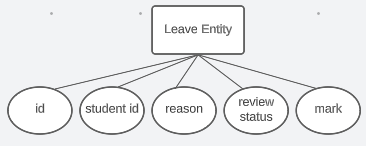 Leave Entity
id
student id
reason
review
status
mark